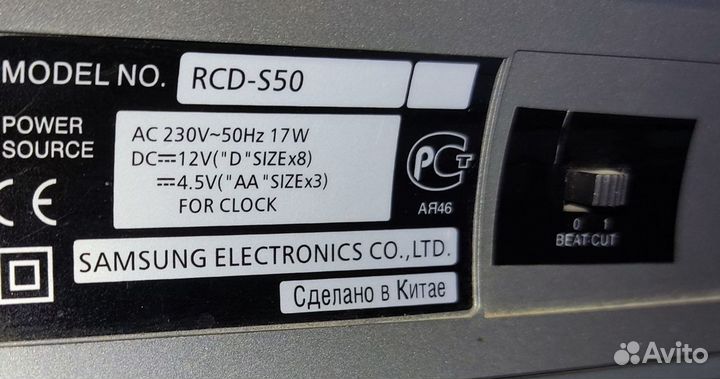 MODEL NO. RCD-S50
POWER
SOURCE
AC 230V~50Hz 17W
DC⎓12V("D"SIZEx8)
⎓4.5V("AA"SIZEx3)
FOR CLOCK
РСТ
АЯ46
CE
SAMSUNG ELECTRONICS CO.,LTD.
Сделано в Китае
0 1
BEAT CUT
Avito